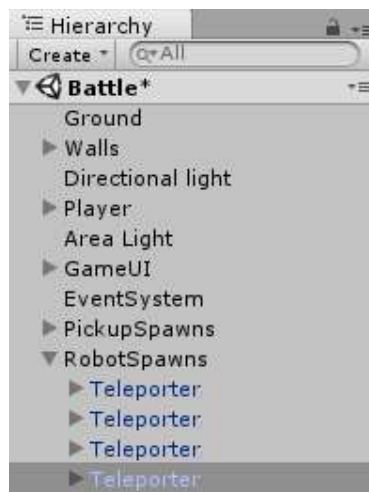 Hierarchy
Create All
Battle*
Ground
Walls
Directional light
Player
Area Light
GameUI
EventSystem
PickupSpawns
RobotSpawns
Teleporter
Teleporter
Teleporter
Teleporter